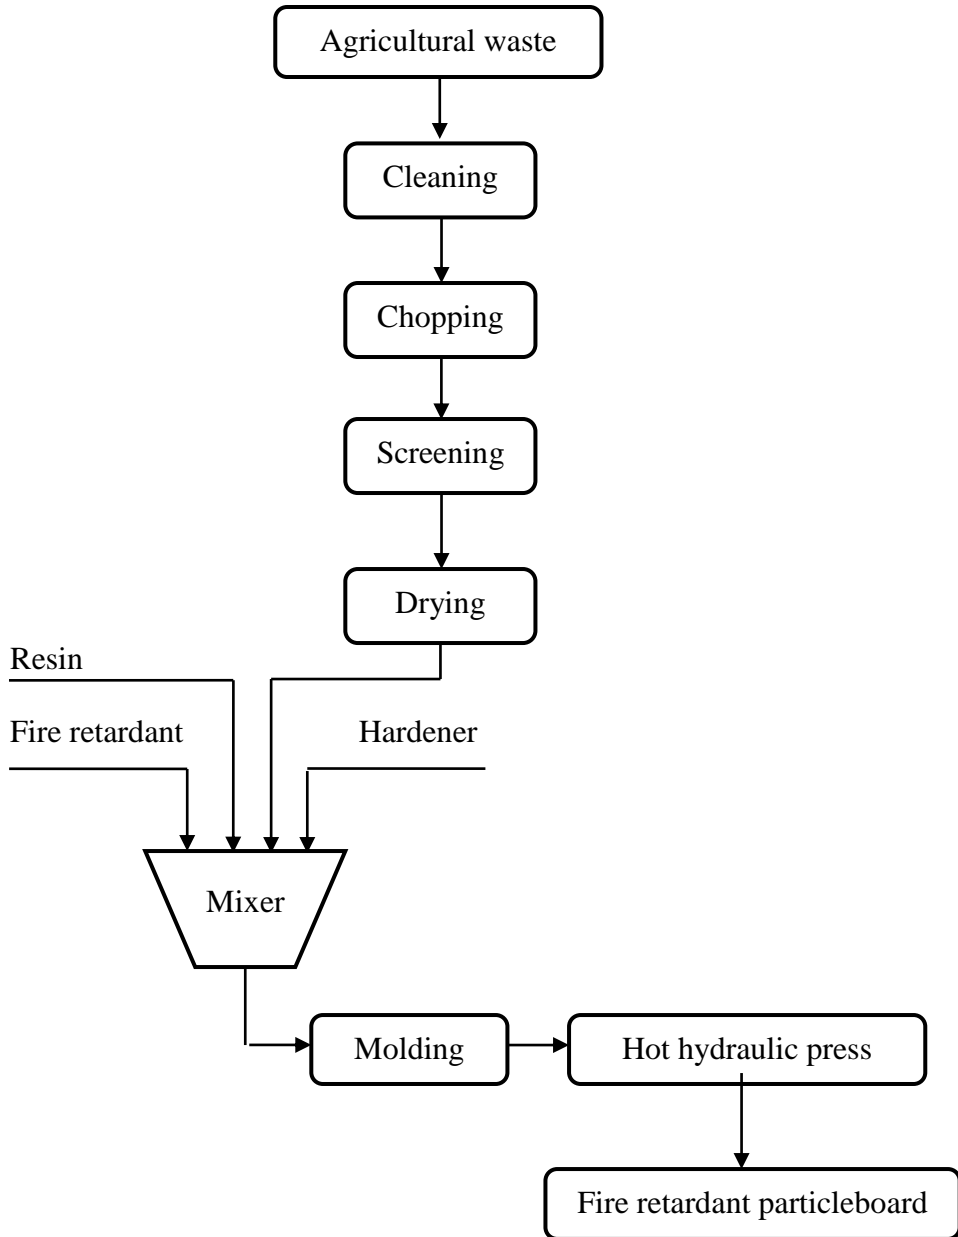 Agricultural waste
Cleaning
Chopping
Screening
Drying
Resin
Fire retardant
Hardener
Mixer
Molding
Hot hydraulic press
Fire retardant particleboard